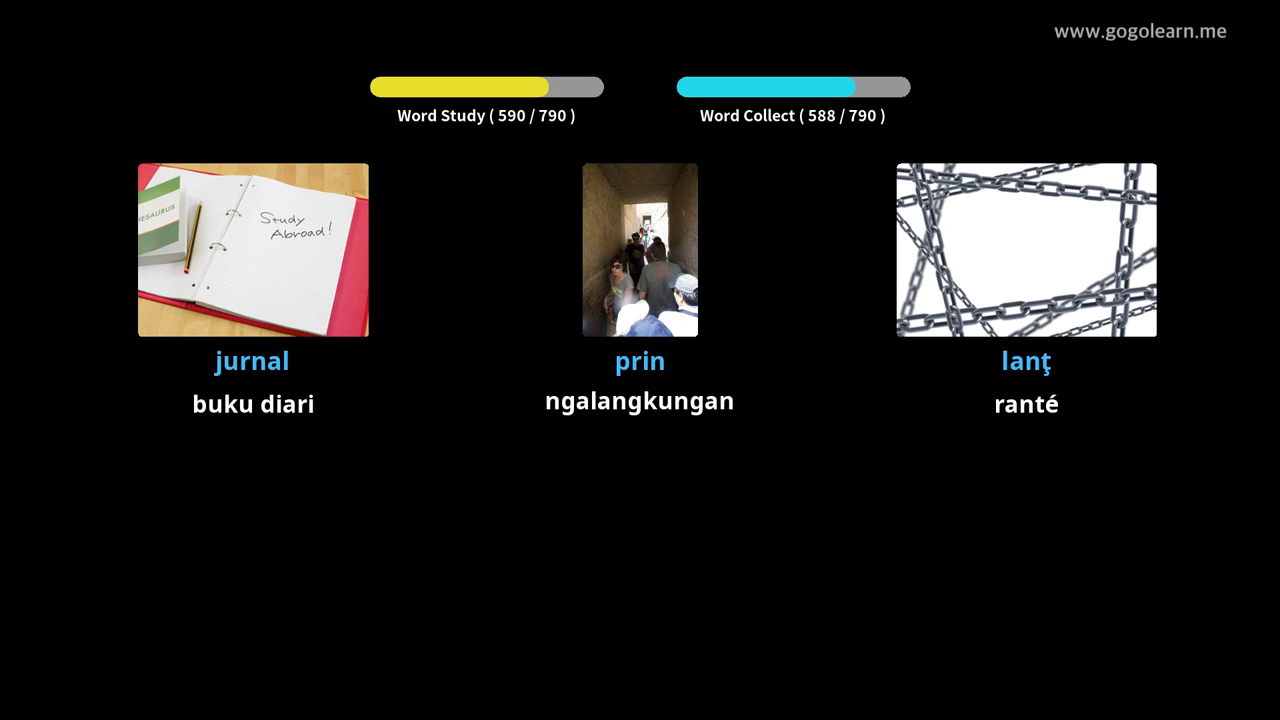 www.gogolearn.me
Word Study ( 590 / 790 )
Word Collect ( 588 / 790 )
HESAURUS
Study
Abroad!
jurnal
prin
lanţ
buku diari
ngalangkungan
ranté